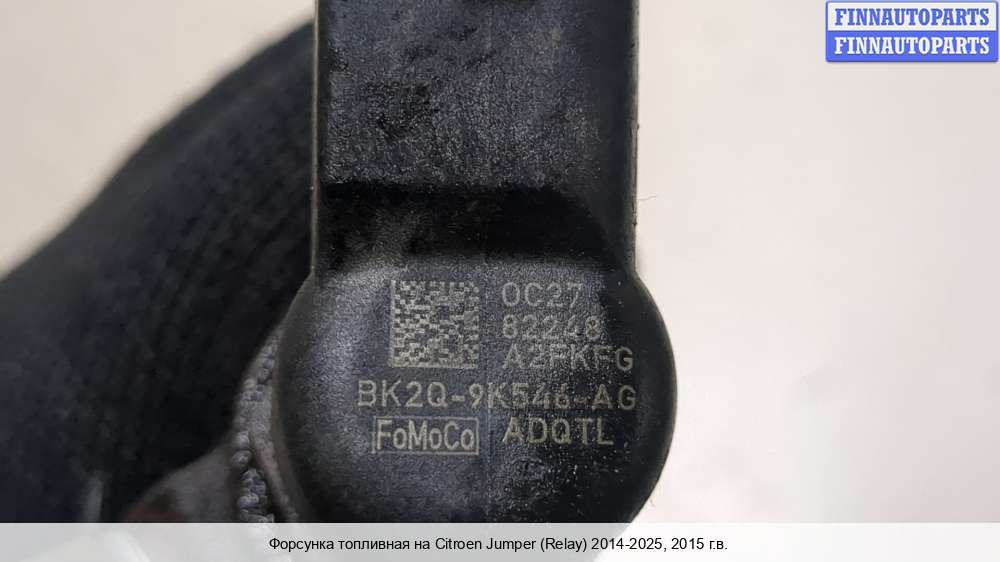 FINNAUTOPARTS
FINNAUTOPARTS
0C27
82248
A2FKFG
BK2Q-9K546-AG
FoMoCo
ADQTL
Форсунка топливная на Citroen Jumper (Relay) 2014-2025, 2015 г.в.